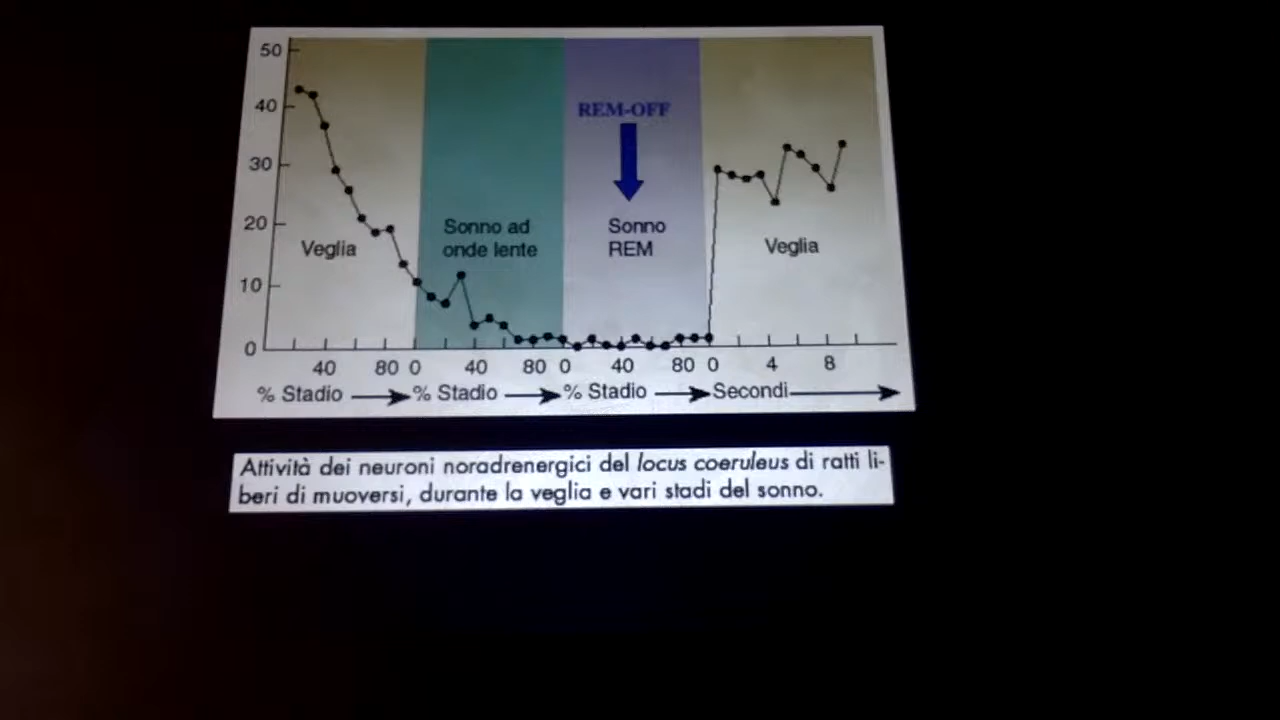 50
40
30
20
10
0
REM-OFF
Veglia
Sonno ad
onde lente
Sonno
REM
Veglia
40 80 0 40 80 0 40 80 0 4 8
% Stadio % Stadio % Stadio Secondi
Attività dei neuroni noradrenergici del locus coeruleus di ratti li-
beri di muoversi, durante la veglia e vari stadi del sonno.